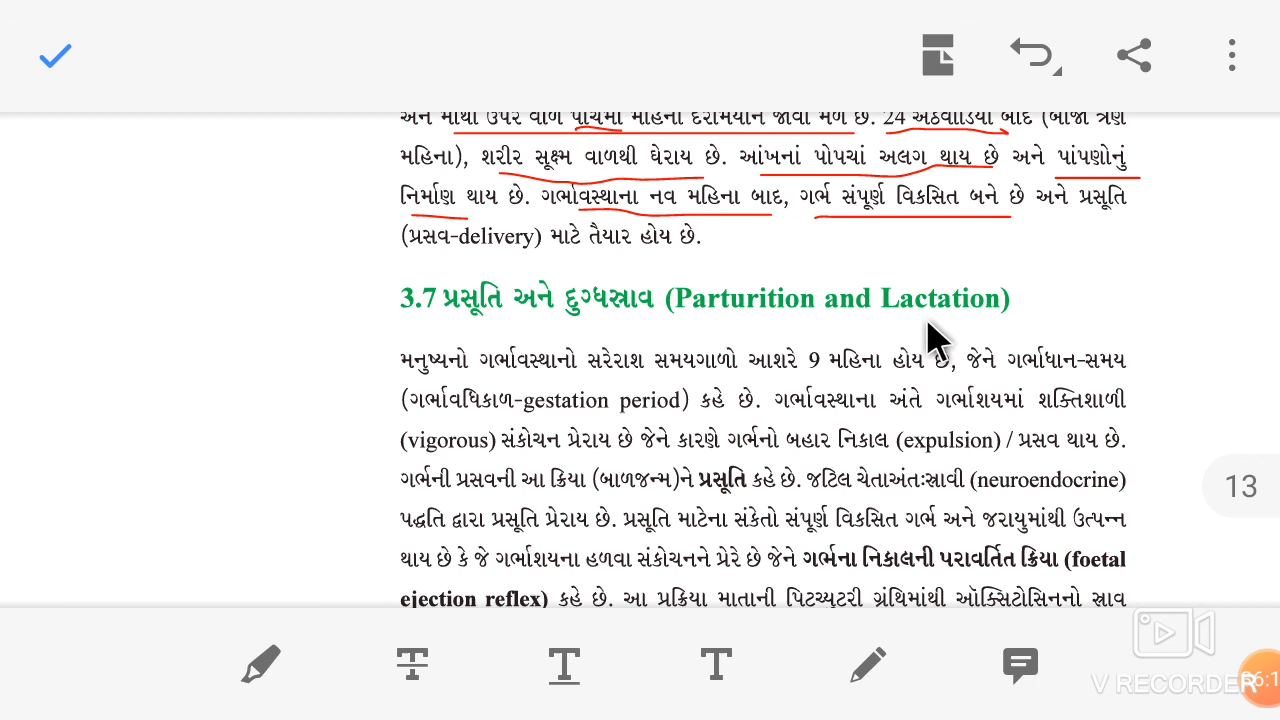 અને માથા ઉપર વાળ પાંચમા મહિના દરમિયાન જોવા મળે છે. 24 અઠવાડિયા બાદ (બીજા ત્રણ
મહિના), શરીર સૂક્ષ્મ વાળથી ઘેરાય છે. આંખનાં પોપચાં અલગ થાય છે અને પાંપણોનું
નિર્માણ થાય છે. ગર્ભાવસ્થાના નવ મહિના બાદ, ગર્ભ સંપૂર્ણ વિકસિત બને છે અને પ્રસૂતિ
(પ્રસવ-delivery) માટે તૈયાર હોય છે.
3.7 પ્રસૂતિ અને દુગ્ધસ્રાવ (Parturition and Lactation)
મનુષ્યનો ગર્ભાવસ્થાનો સરેરાશ સમયગાળો આશરે 9 મહિના હોય છે, જેને ગર્ભાધાન-સમય
(ગર્ભાવધિકાળ-gestation period) કહે છે. ગર્ભાવસ્થાના અંતે ગર્ભાશયમાં શક્તિશાળી
(vigorous) સંકોચન પ્રેરાય છે જેને કારણે ગર્ભનો બહાર નિકાલ (expulsion) / પ્રસવ થાય છે.
13
ગર્ભની પ્રસવની આ ક્રિયા (બાળજન્મ)ને પ્રસૂતિ કહે છે. જટિલ ચેતાઅંતઃસ્રાવી (neuroendocrine)
પદ્ધતિ દ્વારા પ્રસૂતિ પ્રેરાય છે. પ્રસૂતિ માટેના સંકેતો સંપૂર્ણ વિકસિત ગર્ભ અને જરાયુમાંથી ઉત્પન્ન
થાય છે કે જે ગર્ભાશયના હળવા સંકોચનને પ્રેરે છે જેને ગર્ભના નિકાલની પરાવર્તિત ક્રિયા (foetal
ejection reflex) કહે છે. આ પ્રક્રિયા માતાની પિટ્યુટરી ગ્રંથિમાંથી ઑક્સિટોસિનનો સ્રાવ
T T T
V RECORDER